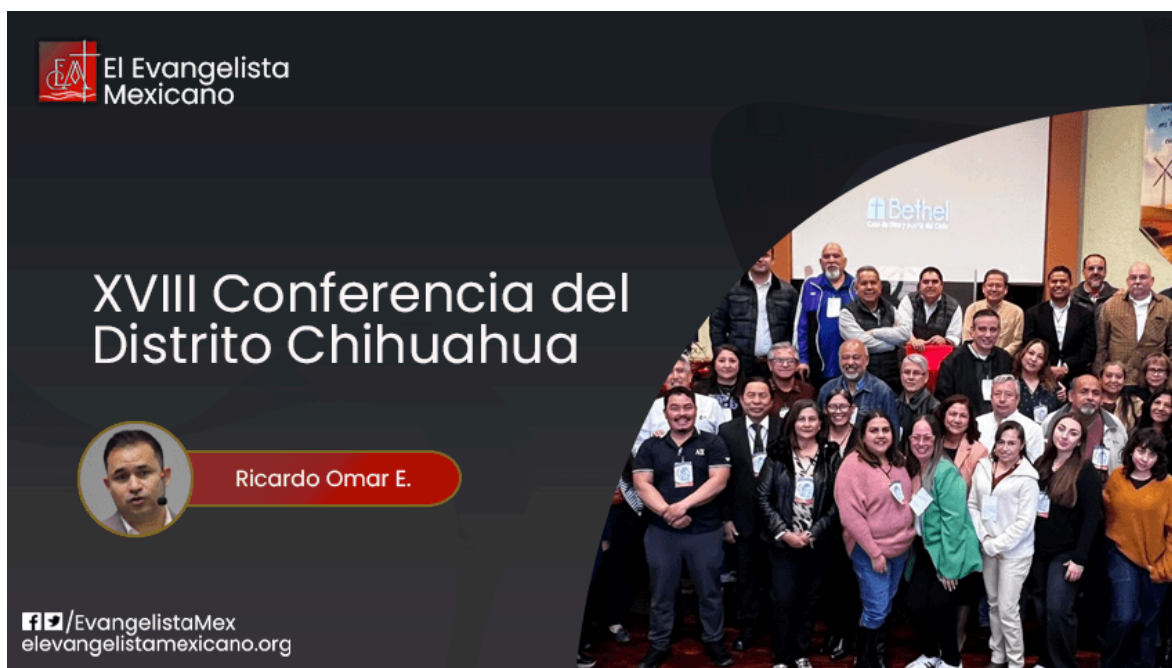 El Evangelista
Mexicano
Bethel
XVIII Conferencia del
Distrito Chihuahua
Ricardo Omar E.
/EvangelistaMex
elevangelistamexicano.org